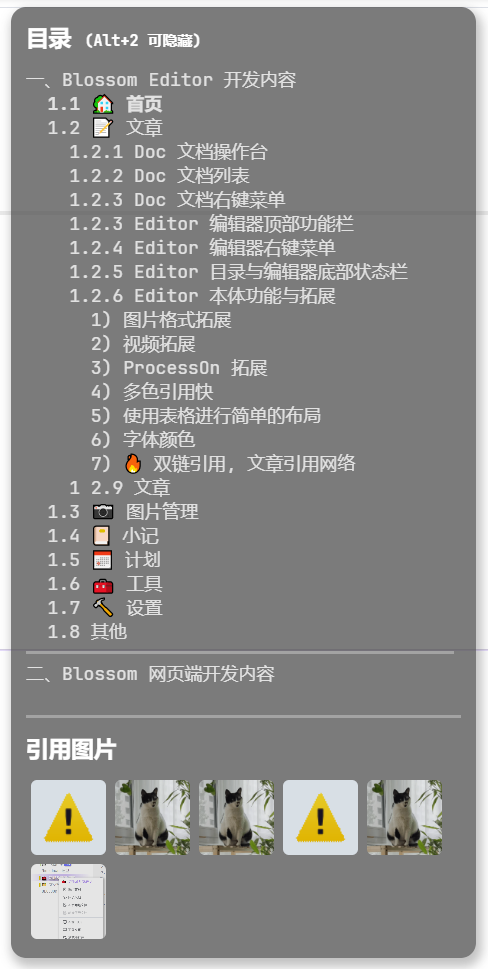 目录 (Alt+2 可隐藏)
一、Blossom Editor 开发内容
1.1 🏠 首页
1.2 📝 文章
1.2.1 Doc 文档操作台
1.2.2 Doc 文档列表
1.2.3 Doc 文档右键菜单
1.2.3 Editor 编辑器顶部功能栏
1.2.4 Editor 编辑器右键菜单
1.2.5 Editor 目录与编辑器底部状态栏
1.2.6 Editor 本体功能与拓展
1) 图片格式拓展
2) 视频拓展
3) ProcessOn 拓展
4) 多色引用快
5) 使用表格进行简单的布局
6) 字体颜色
7) 🔥 双链引用, 文章引用网络
1 2.9 文章
1.3 📷 图片管理
1.4 📔 小记
1.5 📅 计划
1.6 🧰 工具
1.7 🔨 设置
1.8 其他
二、Blossom 网页端开发内容
引用图片